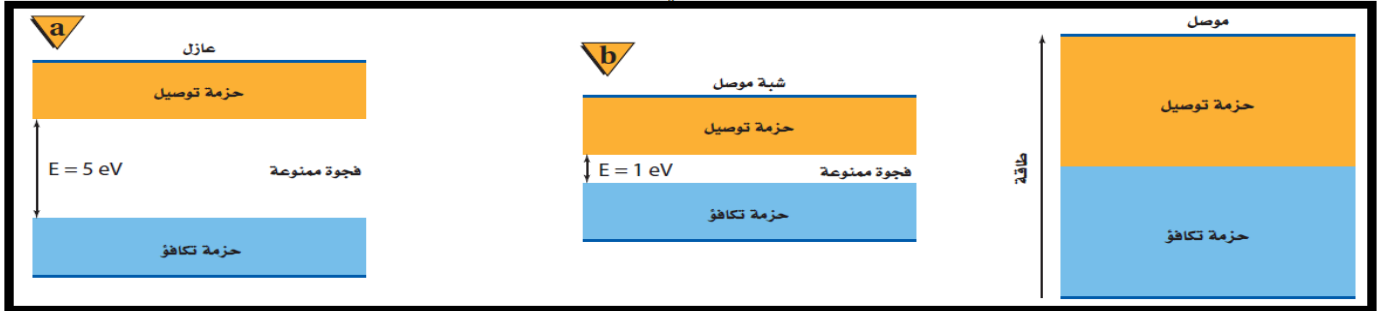 a
عازل
حزمة توصيل
E = 5 eV
فجوة ممنوعة
حزمة تكافؤ
b
شبة موصل
حزمة توصيل
E = 1 eV
فجوة ممنوعة
حزمة تكافؤ
موصل
طاقة
حزمة توصيل
حزمة تكافؤ